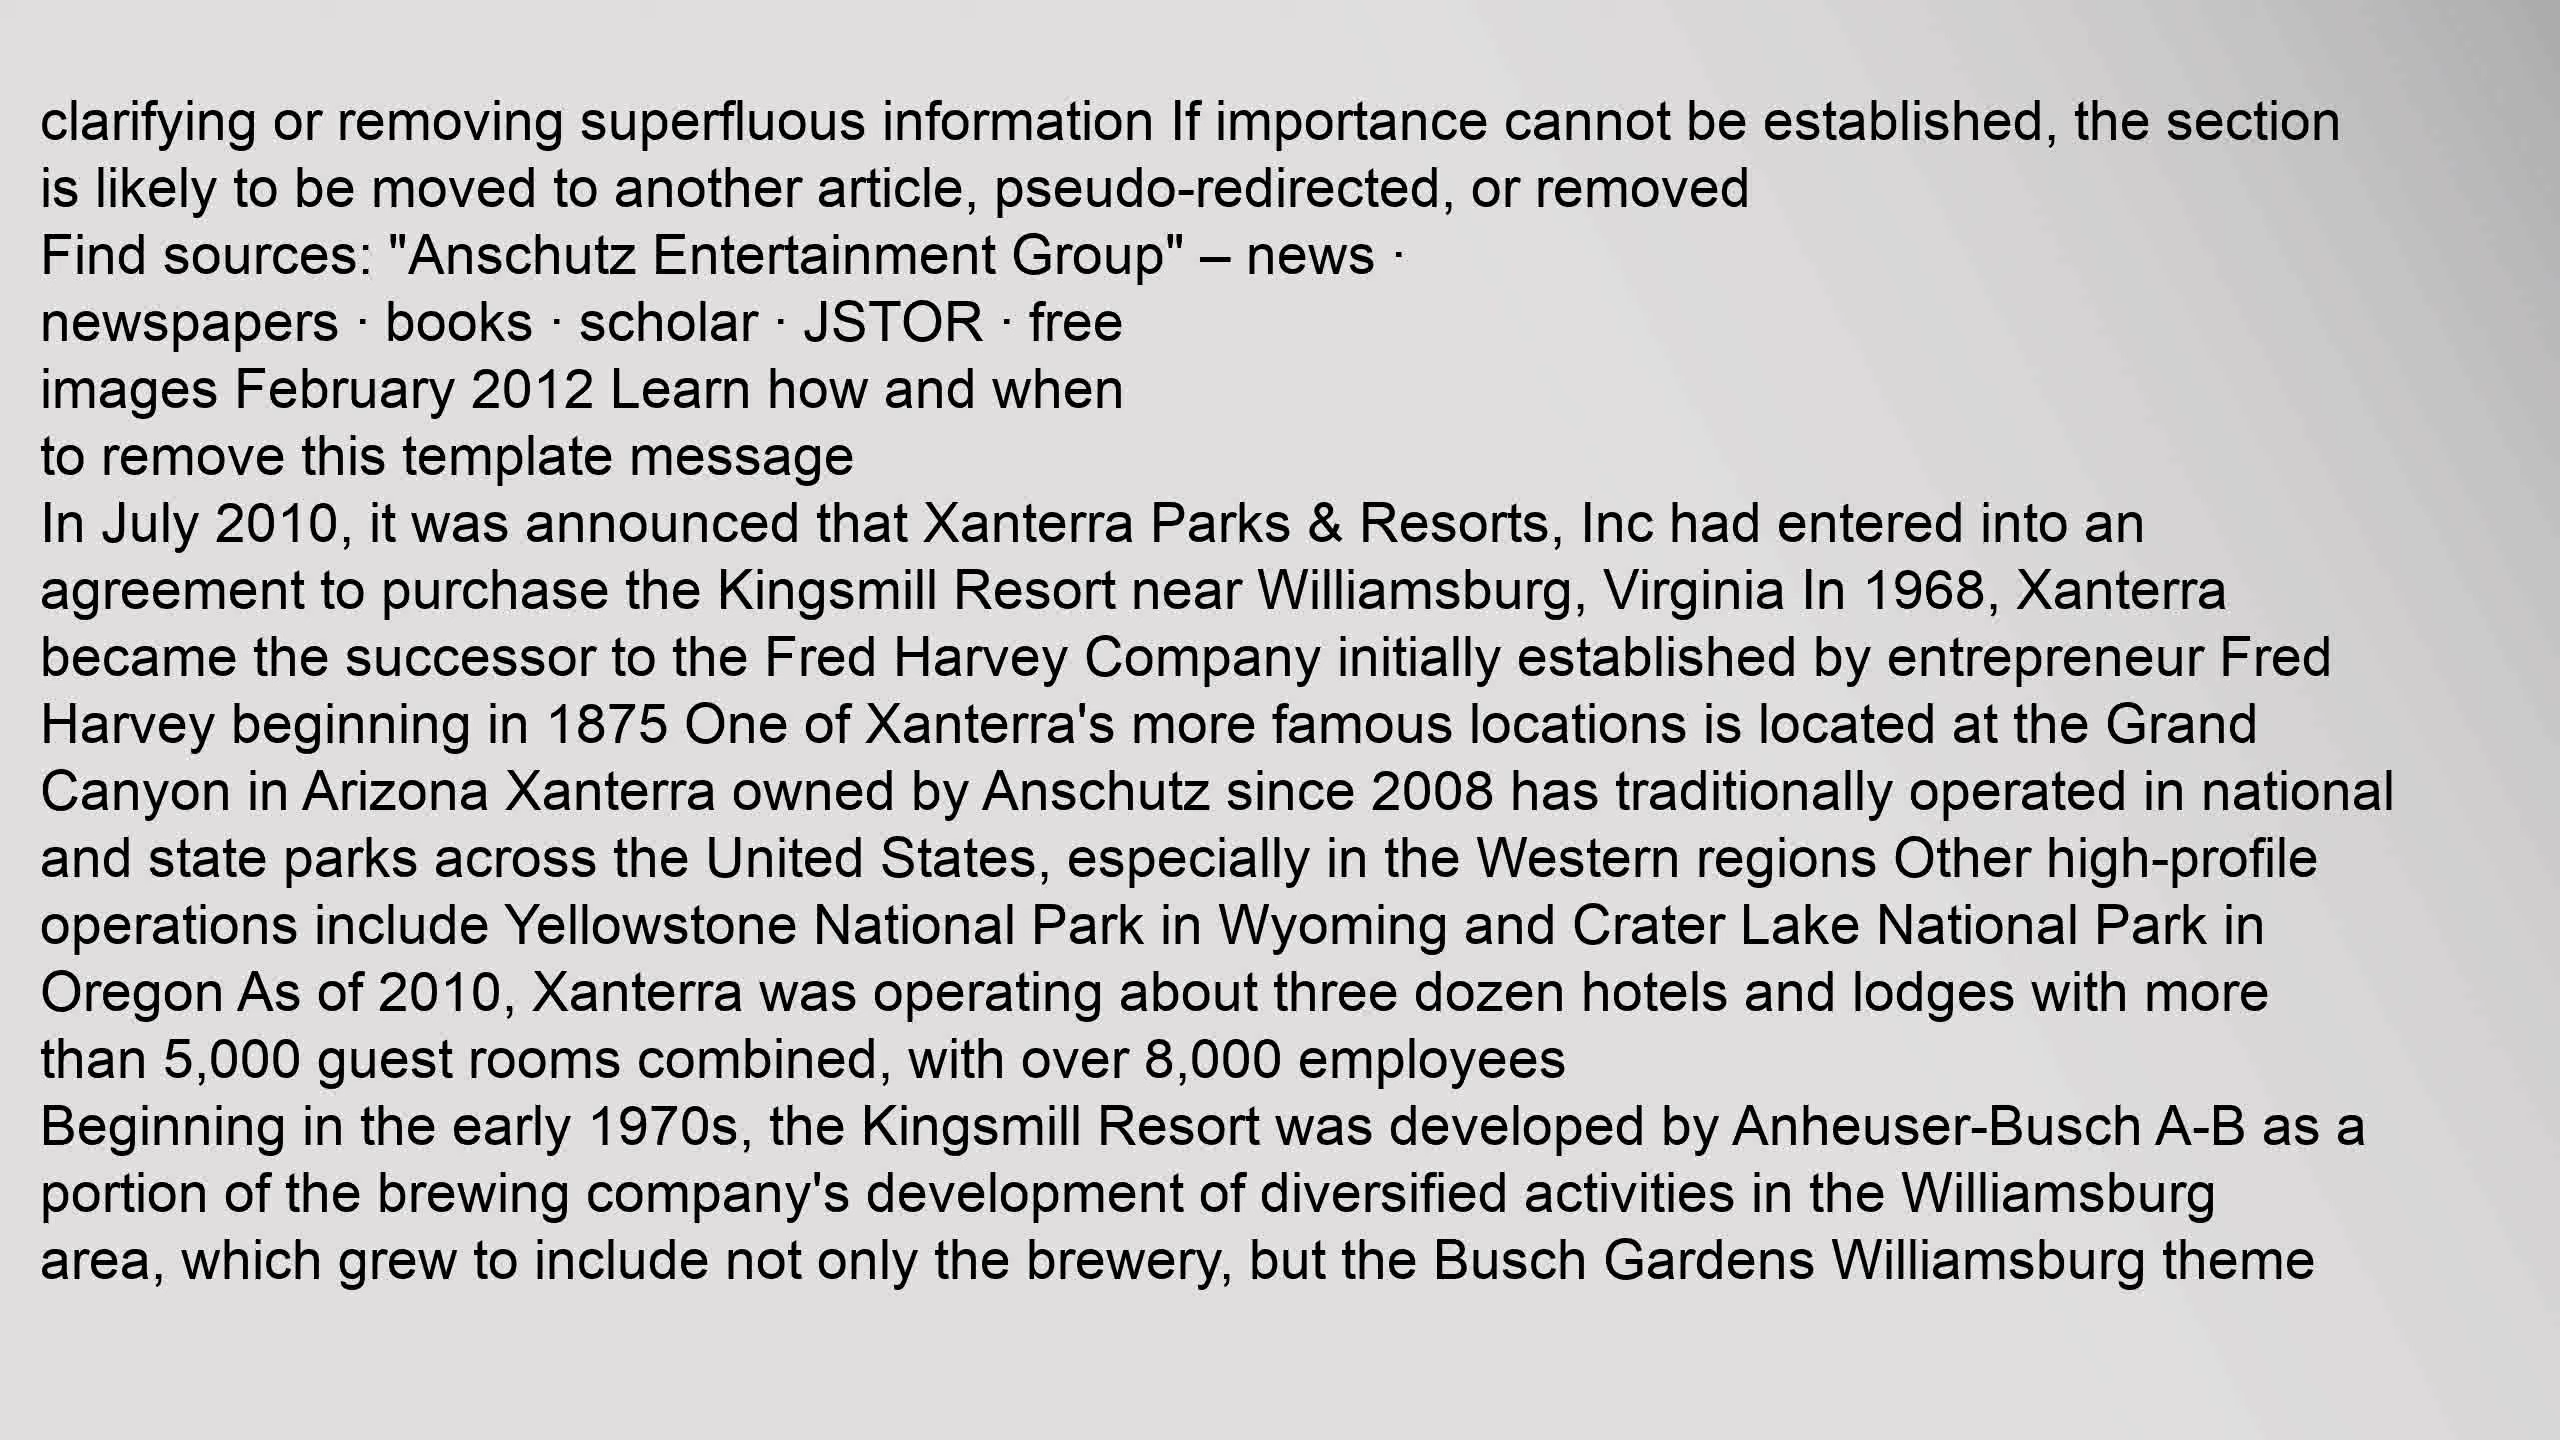 clarifying or removing superfluous information If importance cannot be established, the section
is likely to be moved to another article, pseudo-redirected, or removed
Find sources: "Anschutz Entertainment Group" – news ·
newspapers · books · scholar · JSTOR · free
images February 2012 Learn how and when
to remove this template message
In July 2010, it was announced that Xanterra Parks & Resorts, Inc had entered into an
agreement to purchase the Kingsmill Resort near Williamsburg, Virginia In 1968, Xanterra
became the successor to the Fred Harvey Company initially established by entrepreneur Fred
Harvey beginning in 1875 One of Xanterra's more famous locations is located at the Grand
Canyon in Arizona Xanterra owned by Anschutz since 2008 has traditionally operated in national
and state parks across the United States, especially in the Western regions Other high-profile
operations include Yellowstone National Park in Wyoming and Crater Lake National Park in
Oregon As of 2010, Xanterra was operating about three dozen hotels and lodges with more
than 5,000 guest rooms combined, with over 8,000 employees
Beginning in the early 1970s, the Kingsmill Resort was developed by Anheuser-Busch A-B as a
portion of the brewing company's development of diversified activities in the Williamsburg
area, which grew to include not only the brewery, but the Busch Gardens Williamsburg theme